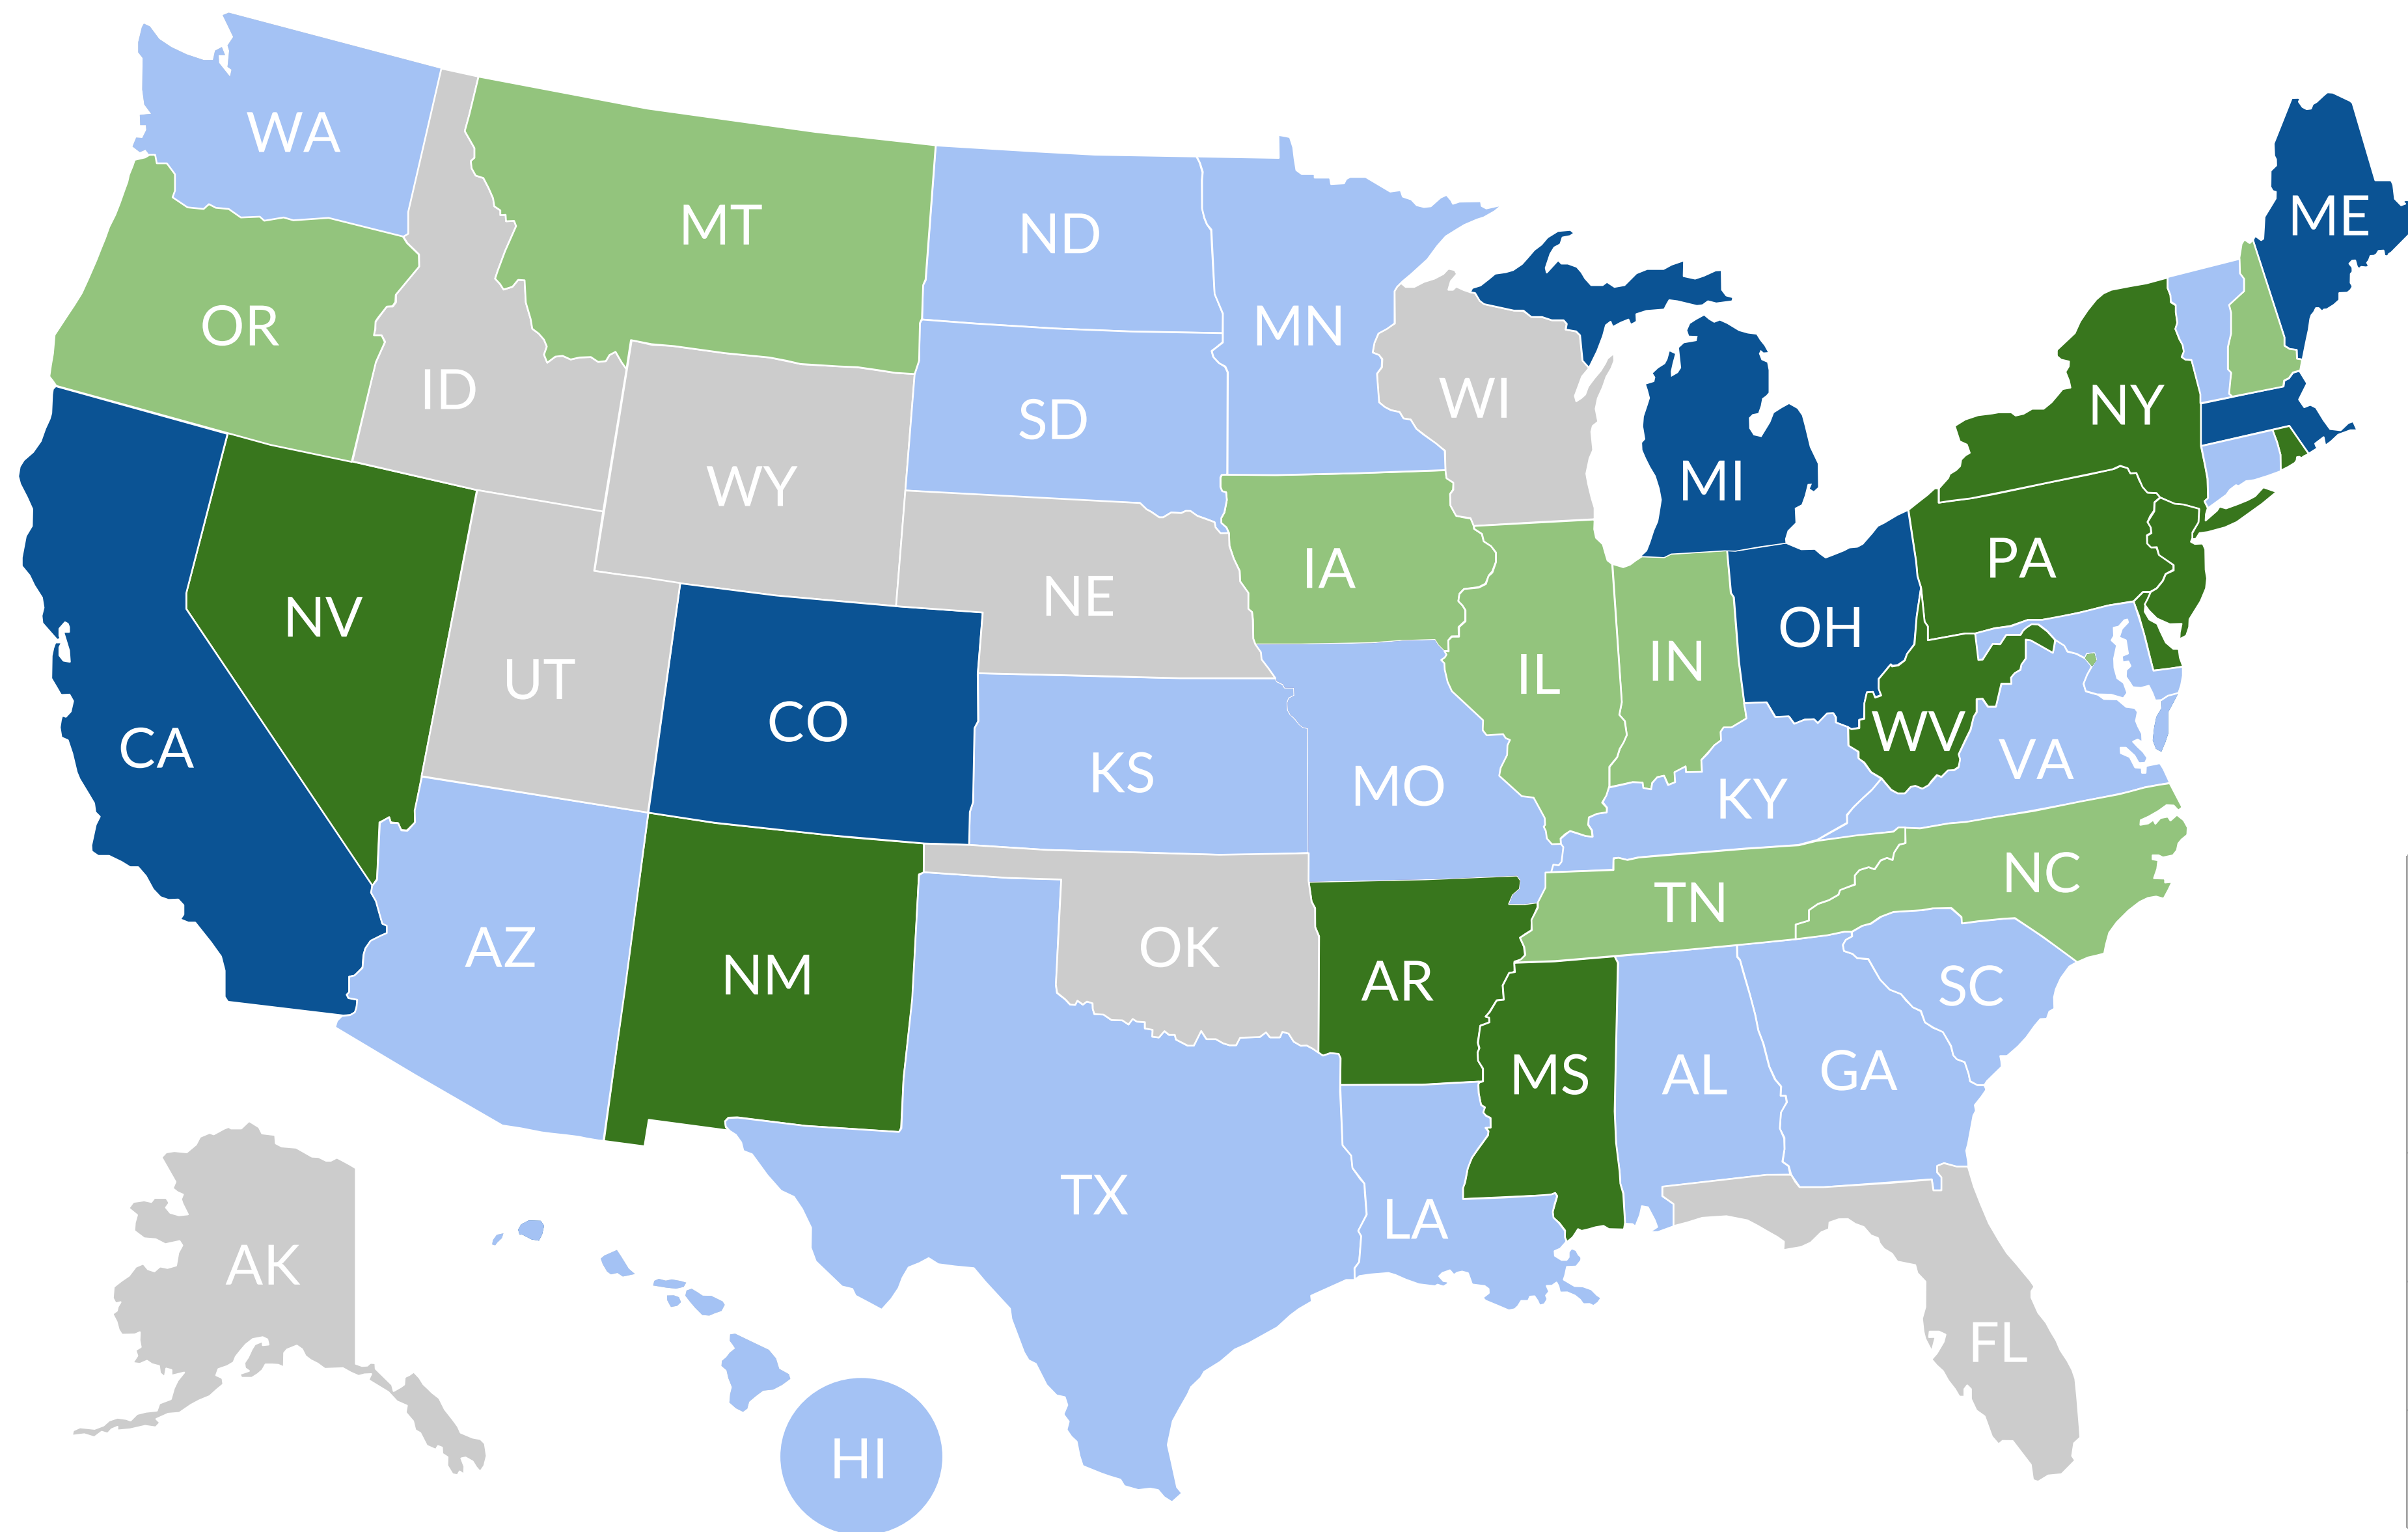 WA
MT
ND
ME
OR
MN
ID
SD
WI
NY
WY
MI
IA
PA
NE
NV
OH
UT
IL
IN
CO
WV
CA
KS
MO
KY
VA
NC
TN
AZ
OK
NM
AR
SC
MS
AL
GA
TX
LA
AK
FL
HI